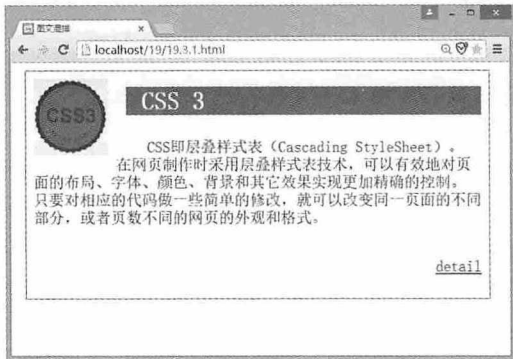 图文混排
localhost/19/19.3.1.html
CSS3
CSS 3
CSS即层叠样式表（Cascading StyleSheet）。
在网页制作时采用层叠样式表技术，可以有效地对页
面的布局、字体、颜色、背景和其它效果实现更加精确的控制。
只要对相应的代码做一些简单的修改，就可以改变同一页面的不同
部分，或者页数不同的网页的外观和格式。
detail